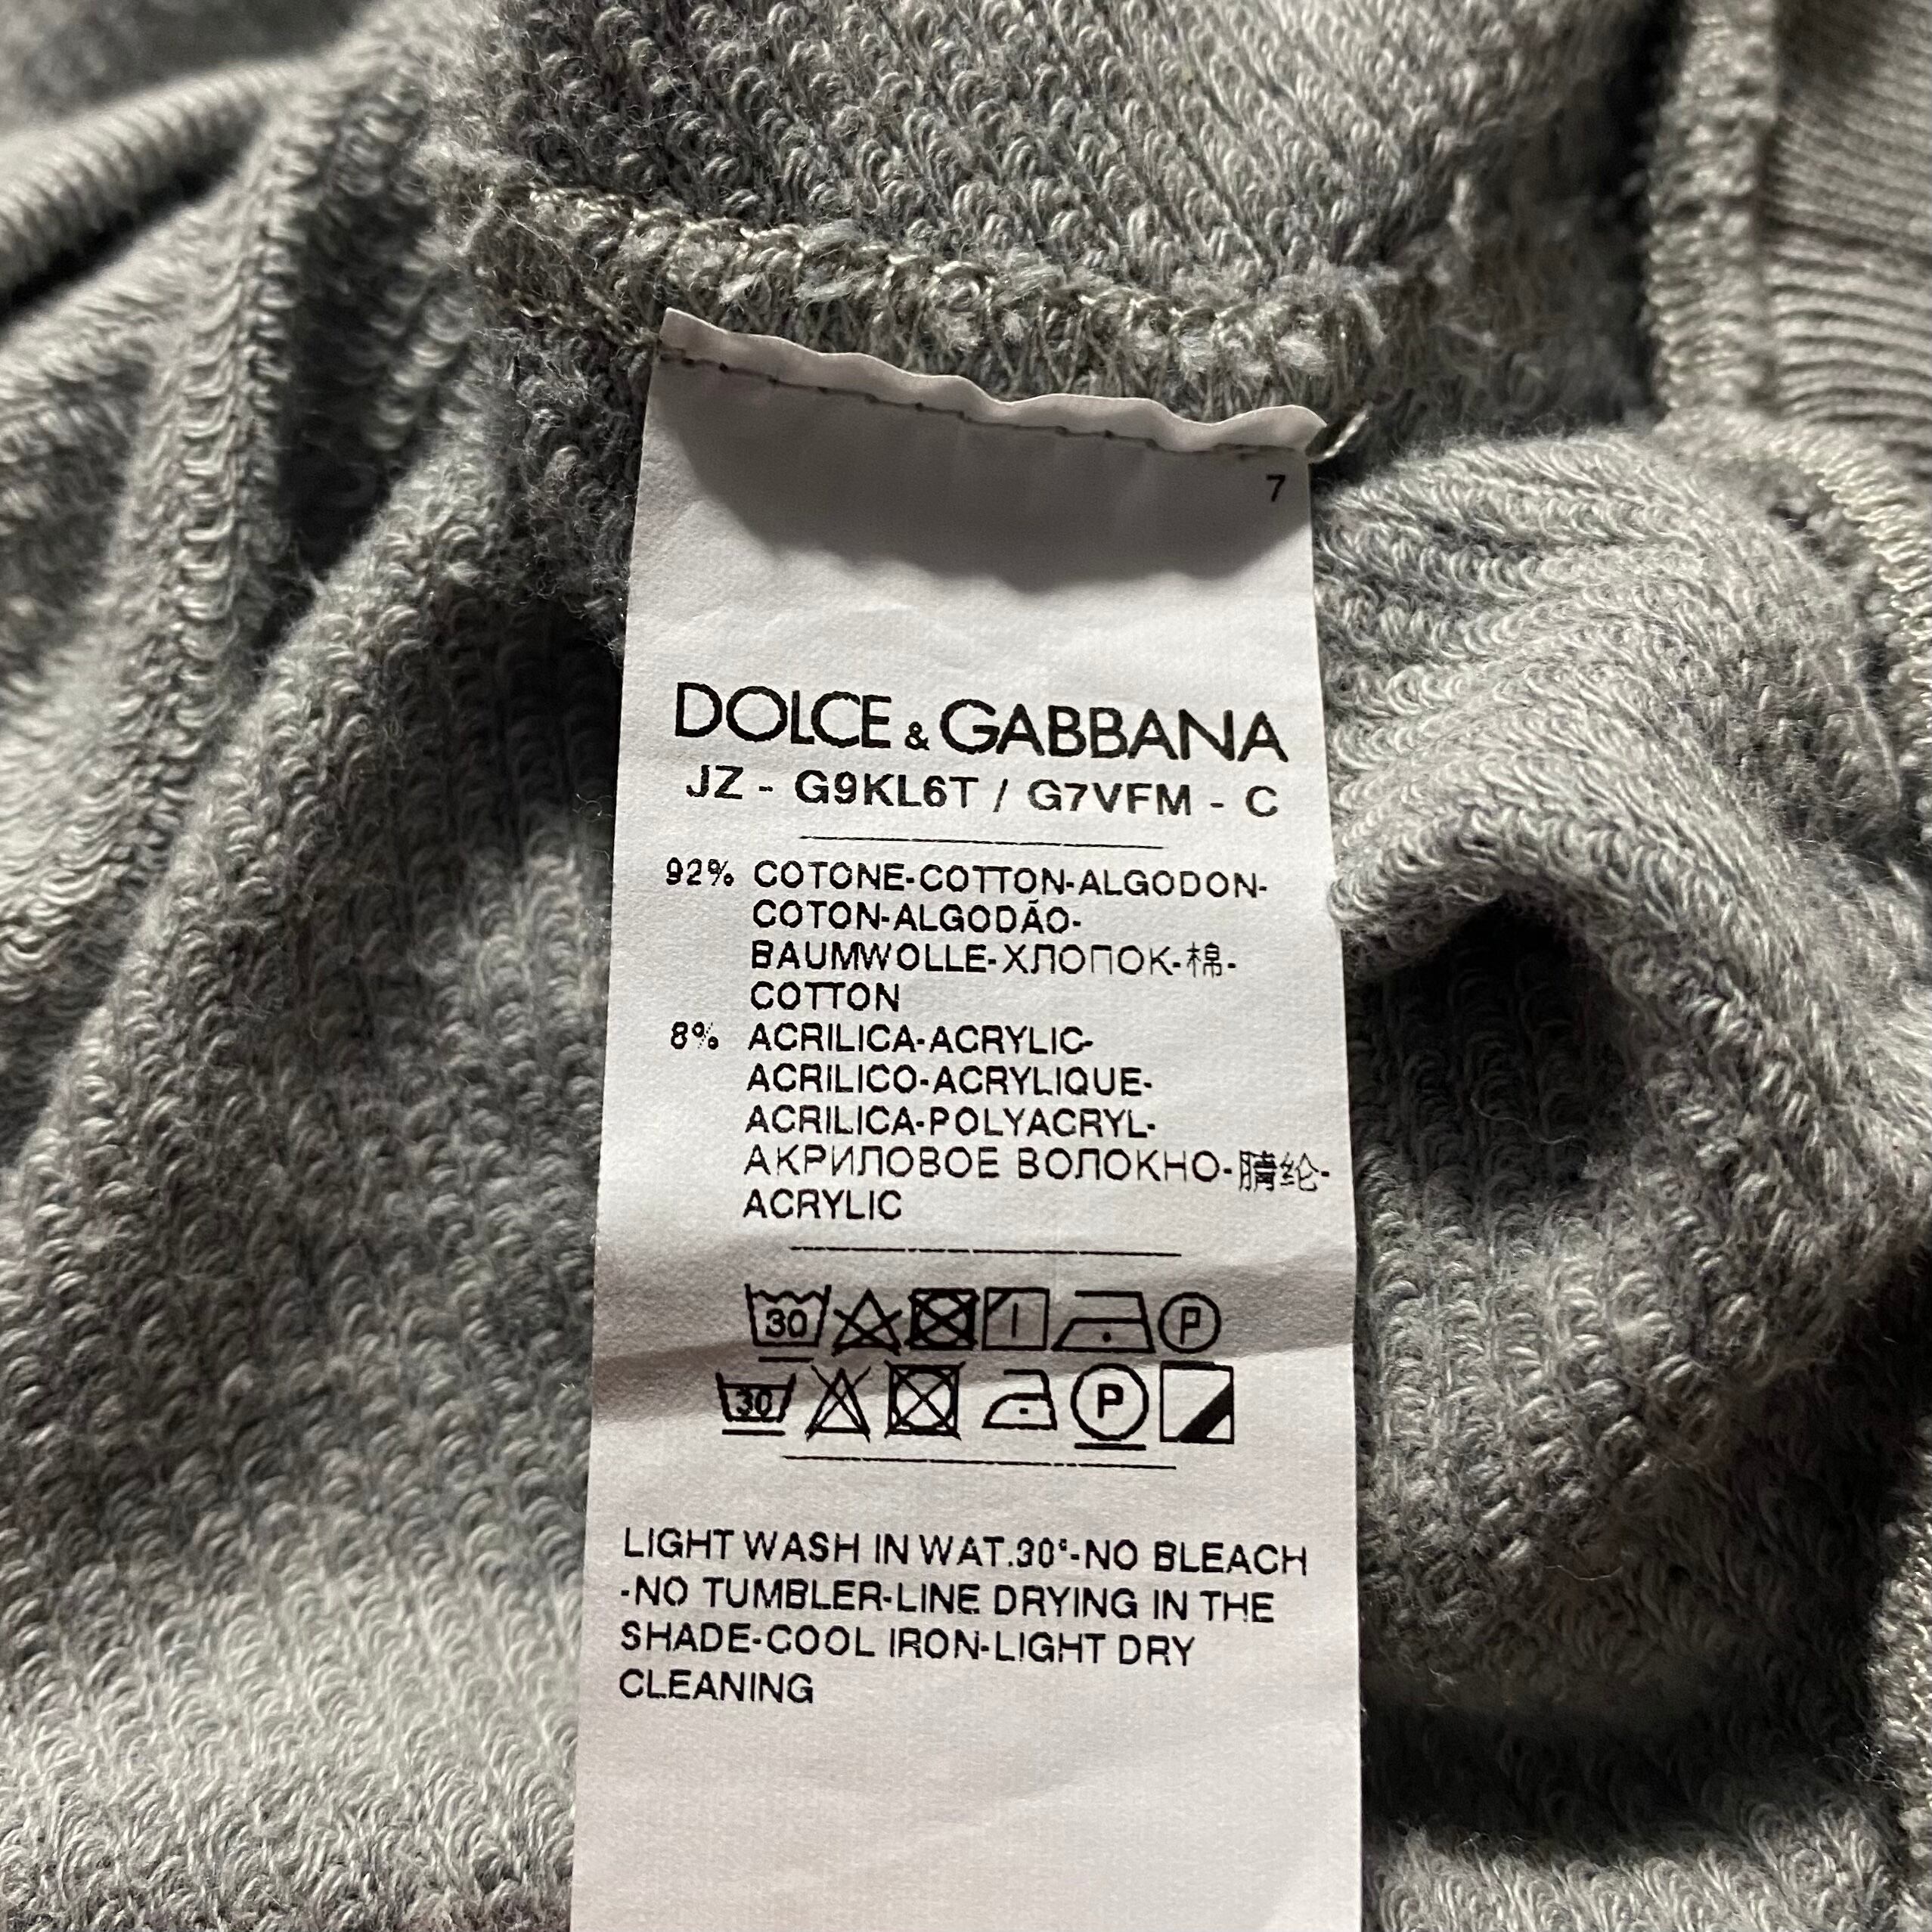 7
DOLCE & GABBANA
JZ - G9KL6T / G7VFM - C
92% COTONE-COTTON-ALGODON-
COTON-ALGODÃO-
BAUMWOLLE-ХЛОПОК-棉-
COTTON
8% ACRILICA-ACRYLIC-
ACRILICO-ACRYLIQUE-
ACRILICA-POLYACRYL-
АКРИЛОВОЕ ВОЛОКНО-腈纶-
ACRYLIC
30 P
30 P
LIGHT WASH IN WAT.30°-NO BLEACH
-NO TUMBLER-LINE DRYING IN THE
SHADE-COOL IRON-LIGHT DRY
CLEANING